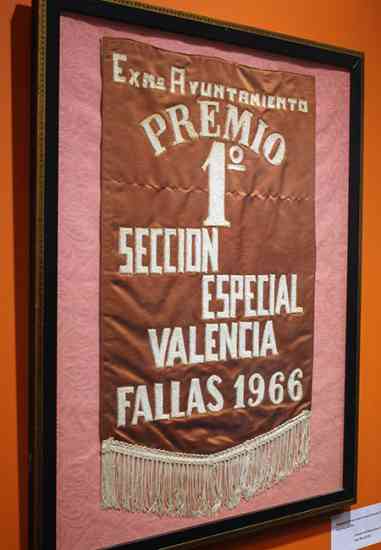 EXMO AYUNTAMIENTO
PREMIO
1º
SECCION
ESPECIAL
VALENCIA
FALLAS 1966